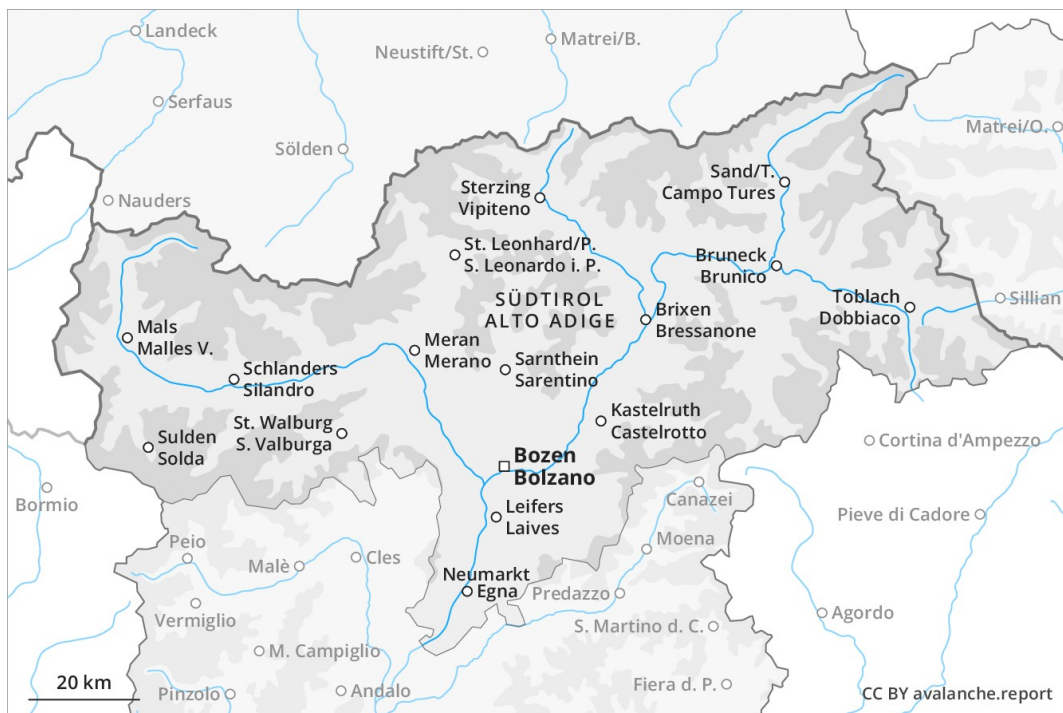 Landeck
Neustift/St.
Matrei/B.
Serfaus
Sölden
Matrei/O.
Nauders
Sterzing
Vipiteno
Sand/T.
Campo Tures
St. Leonhard/P.
S. Leonardo i. P.
Bruneck
Brunico
SÜDTIROL
ALTO ADIGE
Toblach
Dobbiaco
Sillian
Brixen
Bressanone
Mals
Malles V.
Meran
Merano
Schlanders
Silandro
Sarnthein
Sarentino
St. Walburg
S. Valburga
Kastelruth
Castelrotto
Sulden
Solda
Cortina d'Ampezzo
Bozen
Bolzano
Bormio
Canazei
Leifers
Laives
Pieve di Cadore
Moena
Peio
Malè
Cles
Neumarkt
Egna
Predazzo
Vermiglio
Agordo
S. Martino d. C.
M. Campiglio
20 km
Pinzolo
Andalo
Fiera d. P.
CC BY avalanche.report